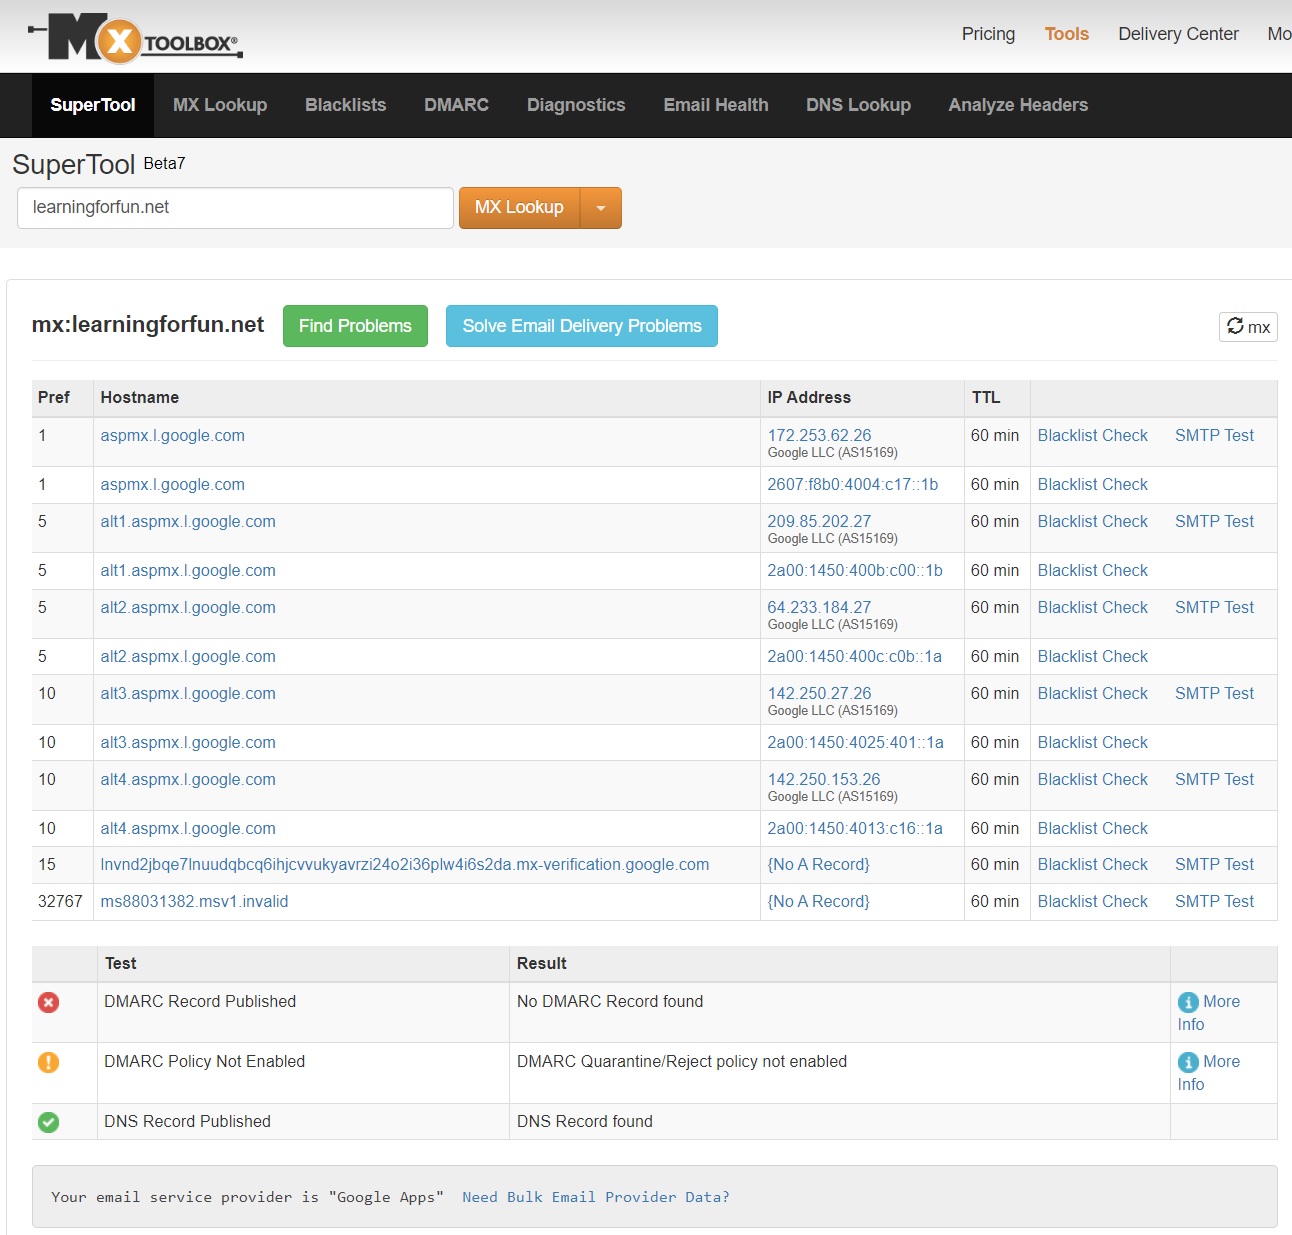 MX TOOLBOX®
Pricing Tools Delivery Center Mo
SuperTool MX Lookup Blacklists DMARC Diagnostics Email Health DNS Lookup Analyze Headers
SuperTool Beta7
learningforfun.net MX Lookup
mx:learningforfun.net Find Problems Solve Email Delivery Problems mx
Pref Hostname IP Address TTL
1 aspmx.l.google.com 172.253.62.26 60 min Blacklist Check SMTP Test
Google LLC (AS15169)
1 aspmx.l.google.com 2607:f8b0:4004:c17::1b 60 min Blacklist Check
5 alt1.aspmx.l.google.com 209.85.202.27 60 min Blacklist Check SMTP Test
Google LLC (AS15169)
5 alt1.aspmx.l.google.com 2a00:1450:400b:c00::1b 60 min Blacklist Check
5 alt2.aspmx.l.google.com 64.233.184.27 60 min Blacklist Check SMTP Test
Google LLC (AS15169)
5 alt2.aspmx.l.google.com 2a00:1450:400c:c0b::1a 60 min Blacklist Check
10 alt3.aspmx.l.google.com 142.250.27.26 60 min Blacklist Check SMTP Test
Google LLC (AS15169)
10 alt3.aspmx.l.google.com 2a00:1450:4025:401::1a 60 min Blacklist Check
10 alt4.aspmx.l.google.com 142.250.153.26 60 min Blacklist Check SMTP Test
Google LLC (AS15169)
10 alt4.aspmx.l.google.com 2a00:1450:4013:c16::1a 60 min Blacklist Check
15 lnvnd2jbqe7lnuudqbcq6ihjcvvukyavrzi24o2i36plw4i6s2da.mx-verification.google.com {No A Record} 60 min Blacklist Check SMTP Test
32767 ms88031382.msv1.invalid {No A Record} 60 min Blacklist Check SMTP Test
Test Result
DMARC Record Published No DMARC Record found More
Info
DMARC Policy Not Enabled DMARC Quarantine/Reject policy not enabled More
Info
DNS Record Published DNS Record found
Your email service provider is "Google Apps" Need Bulk Email Provider Data?